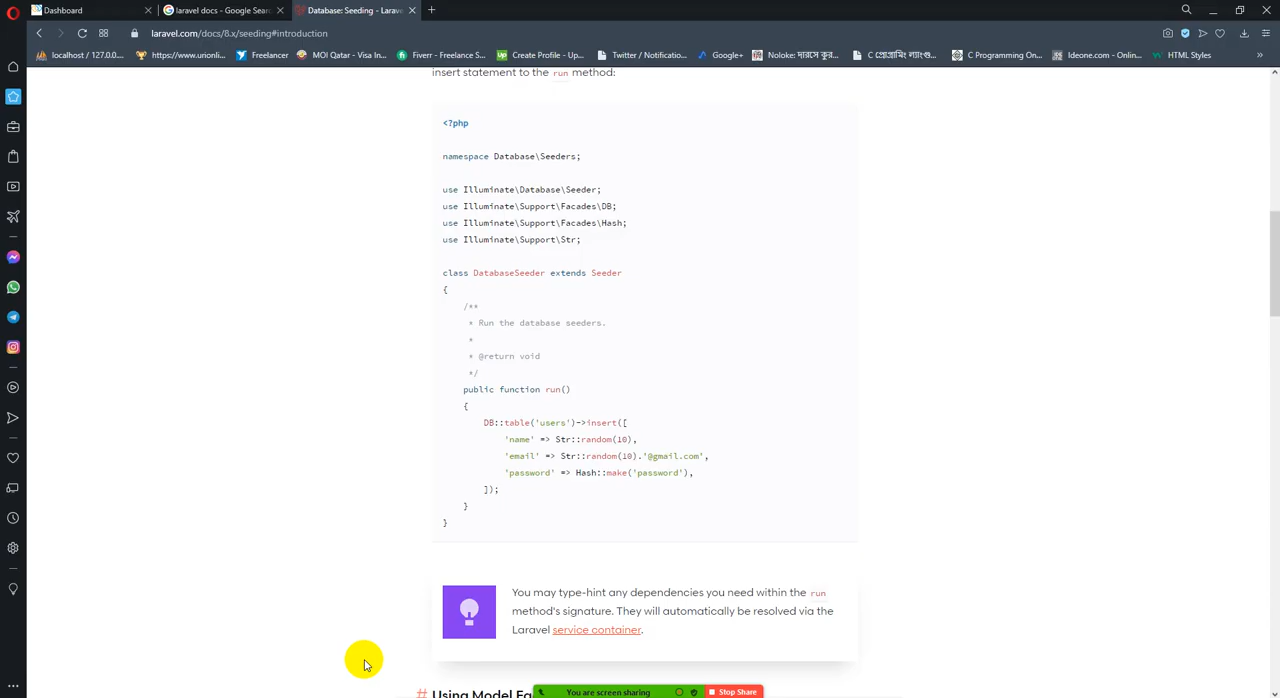 Dashboard
laravel docs - Google Sear
Database: Seeding - Larave
laravel.com/docs/8.x/seeding#introduction
localhost / 127.0.0....
https://www.urionli...
Freelancer
MOI Qatar - Visa In...
Fiverr - Freelance S...
Create Profile - Up...
Twitter / Notificatio...
Google+
Noloke: দারসে কুর...
C প্রোগ্রামিং ল্যাংগু...
C Programming On...
Ideone.com - Onlin...
HTML Styles
insert statement to the run method:
<?php
namespace Database\Seeders;
use Illuminate\Database\Seeder;
use Illuminate\Support\Facades\DB;
use Illuminate\Support\Facades\Hash;
use Illuminate\Support\Str;
class DatabaseSeeder extends Seeder
{
/**
* Run the database seeders.
*
* @return void
*/
public function run()
{
DB::table('users')->insert([
'name' => Str::random(10),
'email' => Str::random(10).'@gmail.com',
'password' => Hash::make('password'),
]);
}
}
You may type-hint any dependencies you need within the run
method's signature. They will automatically be resolved via the
Laravel service container.
# Using Model Fa
You are screen sharing
Stop Share